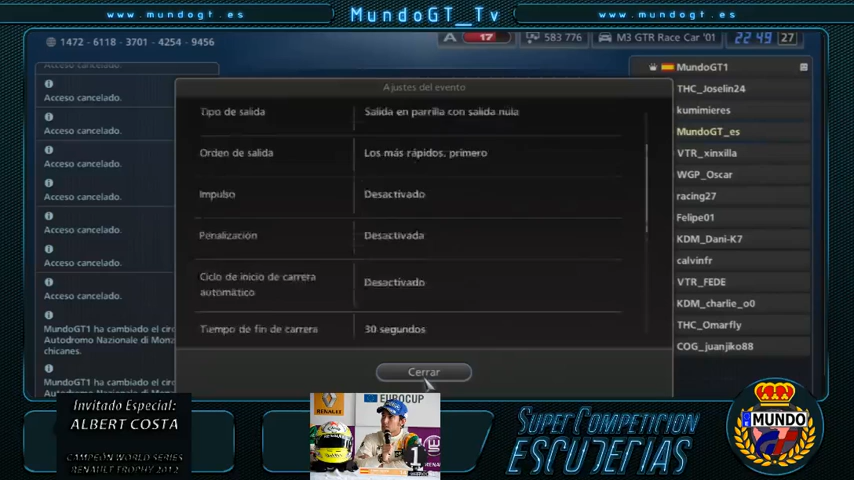 www.mundogt.es
MundoGT_Tv
www.mundogt.es
1472 - 6118 - 3701 - 4254 - 9456
A 17
583 776
M3 GTR Race Car '01
22 49 27
Acceso cancelado.
Acceso cancelado.
Acceso cancelado.
Acceso cancelado.
Acceso cancelado.
Acceso cancelado.
Acceso cancelado.
MundoGT1 ha cambiado el circ
Autodromo Nazionale di Monz
chicanes.
MundoGT1 ha cambiado el circ
Ajustes del evento
Tipo de salida
Salida en parrilla con salida nula
Orden de salida
Los más rápidos, primero
Impulso
Desactivado
Penalización
Desactivada
Ciclo de inicio de carrera
automático
Desactivado
Tiempo de fin de carrera
30 segundos
Cerrar
MundoGT1
THC_Joselin24
kumimieres
MundoGT_es
VTR_xinxilla
WGP_Oscar
racing27
Felipe01
KDM_Dani-K7
calvinfr
VTR_FEDE
KDM_charlie_o0
THC_Omarfly
COG_juanjiko88
Invitado Especial:
ALBERT COSTA
CAMPEÓN WORLD SERIES
RENAULT TROPHY 2012
RENAULT
EUROCUP
1
Super Competicion
ESCUDERIAS
MUNDO